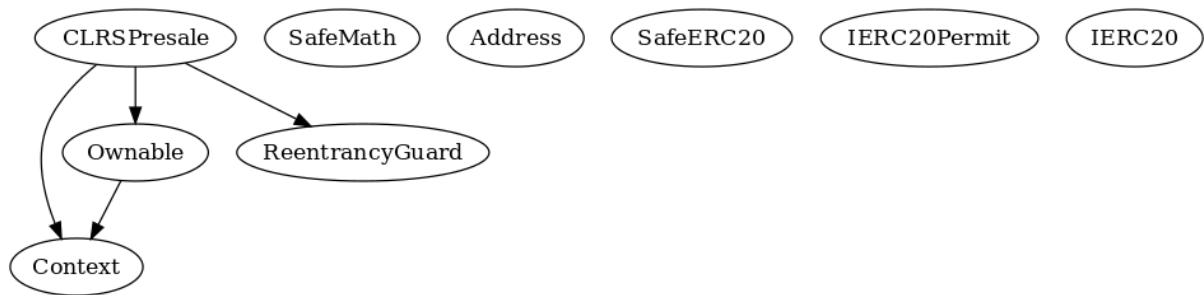 CLRSPresale
SafeMath
Address
SafeERC20
IERC20Permit
IERC20
Ownable
ReentrancyGuard
Context